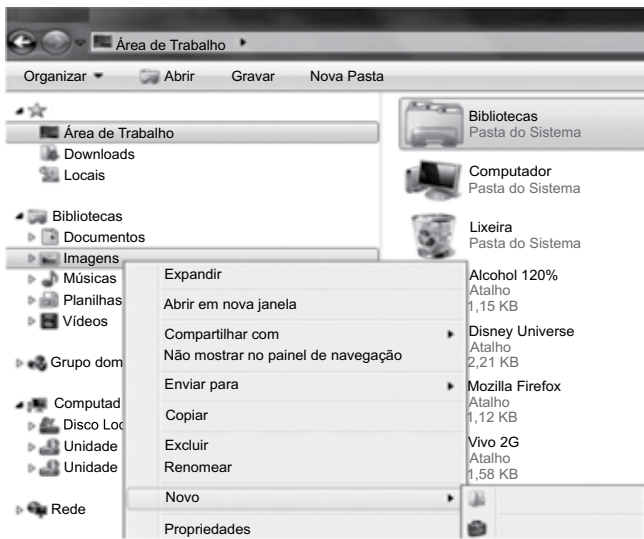 Área de Trabalho
Organizar Abrir Gravar Nova Pasta
Área de Trabalho
Downloads
Locais
Bibliotecas
Documentos
Imagens
Músicas
Planilhas
Vídeos
Grupo dom
Computad
Disco Loc
Unidade
Unidade
Rede
Expandir
Abrir em nova janela
Compartilhar com
Não mostrar no painel de navegação
Enviar para
Copiar
Excluir
Renomear
Novo
Propriedades
Bibliotecas
Pasta do Sistema
Computador
Pasta do Sistema
Lixeira
Pasta do Sistema
Alcohol 120%
Atalho
1,15 KB
Disney Universe
Atalho
2,21 KB
Mozilla Firefox
Atalho
1,12 KB
Vivo 2G
Atalho
1,58 KB